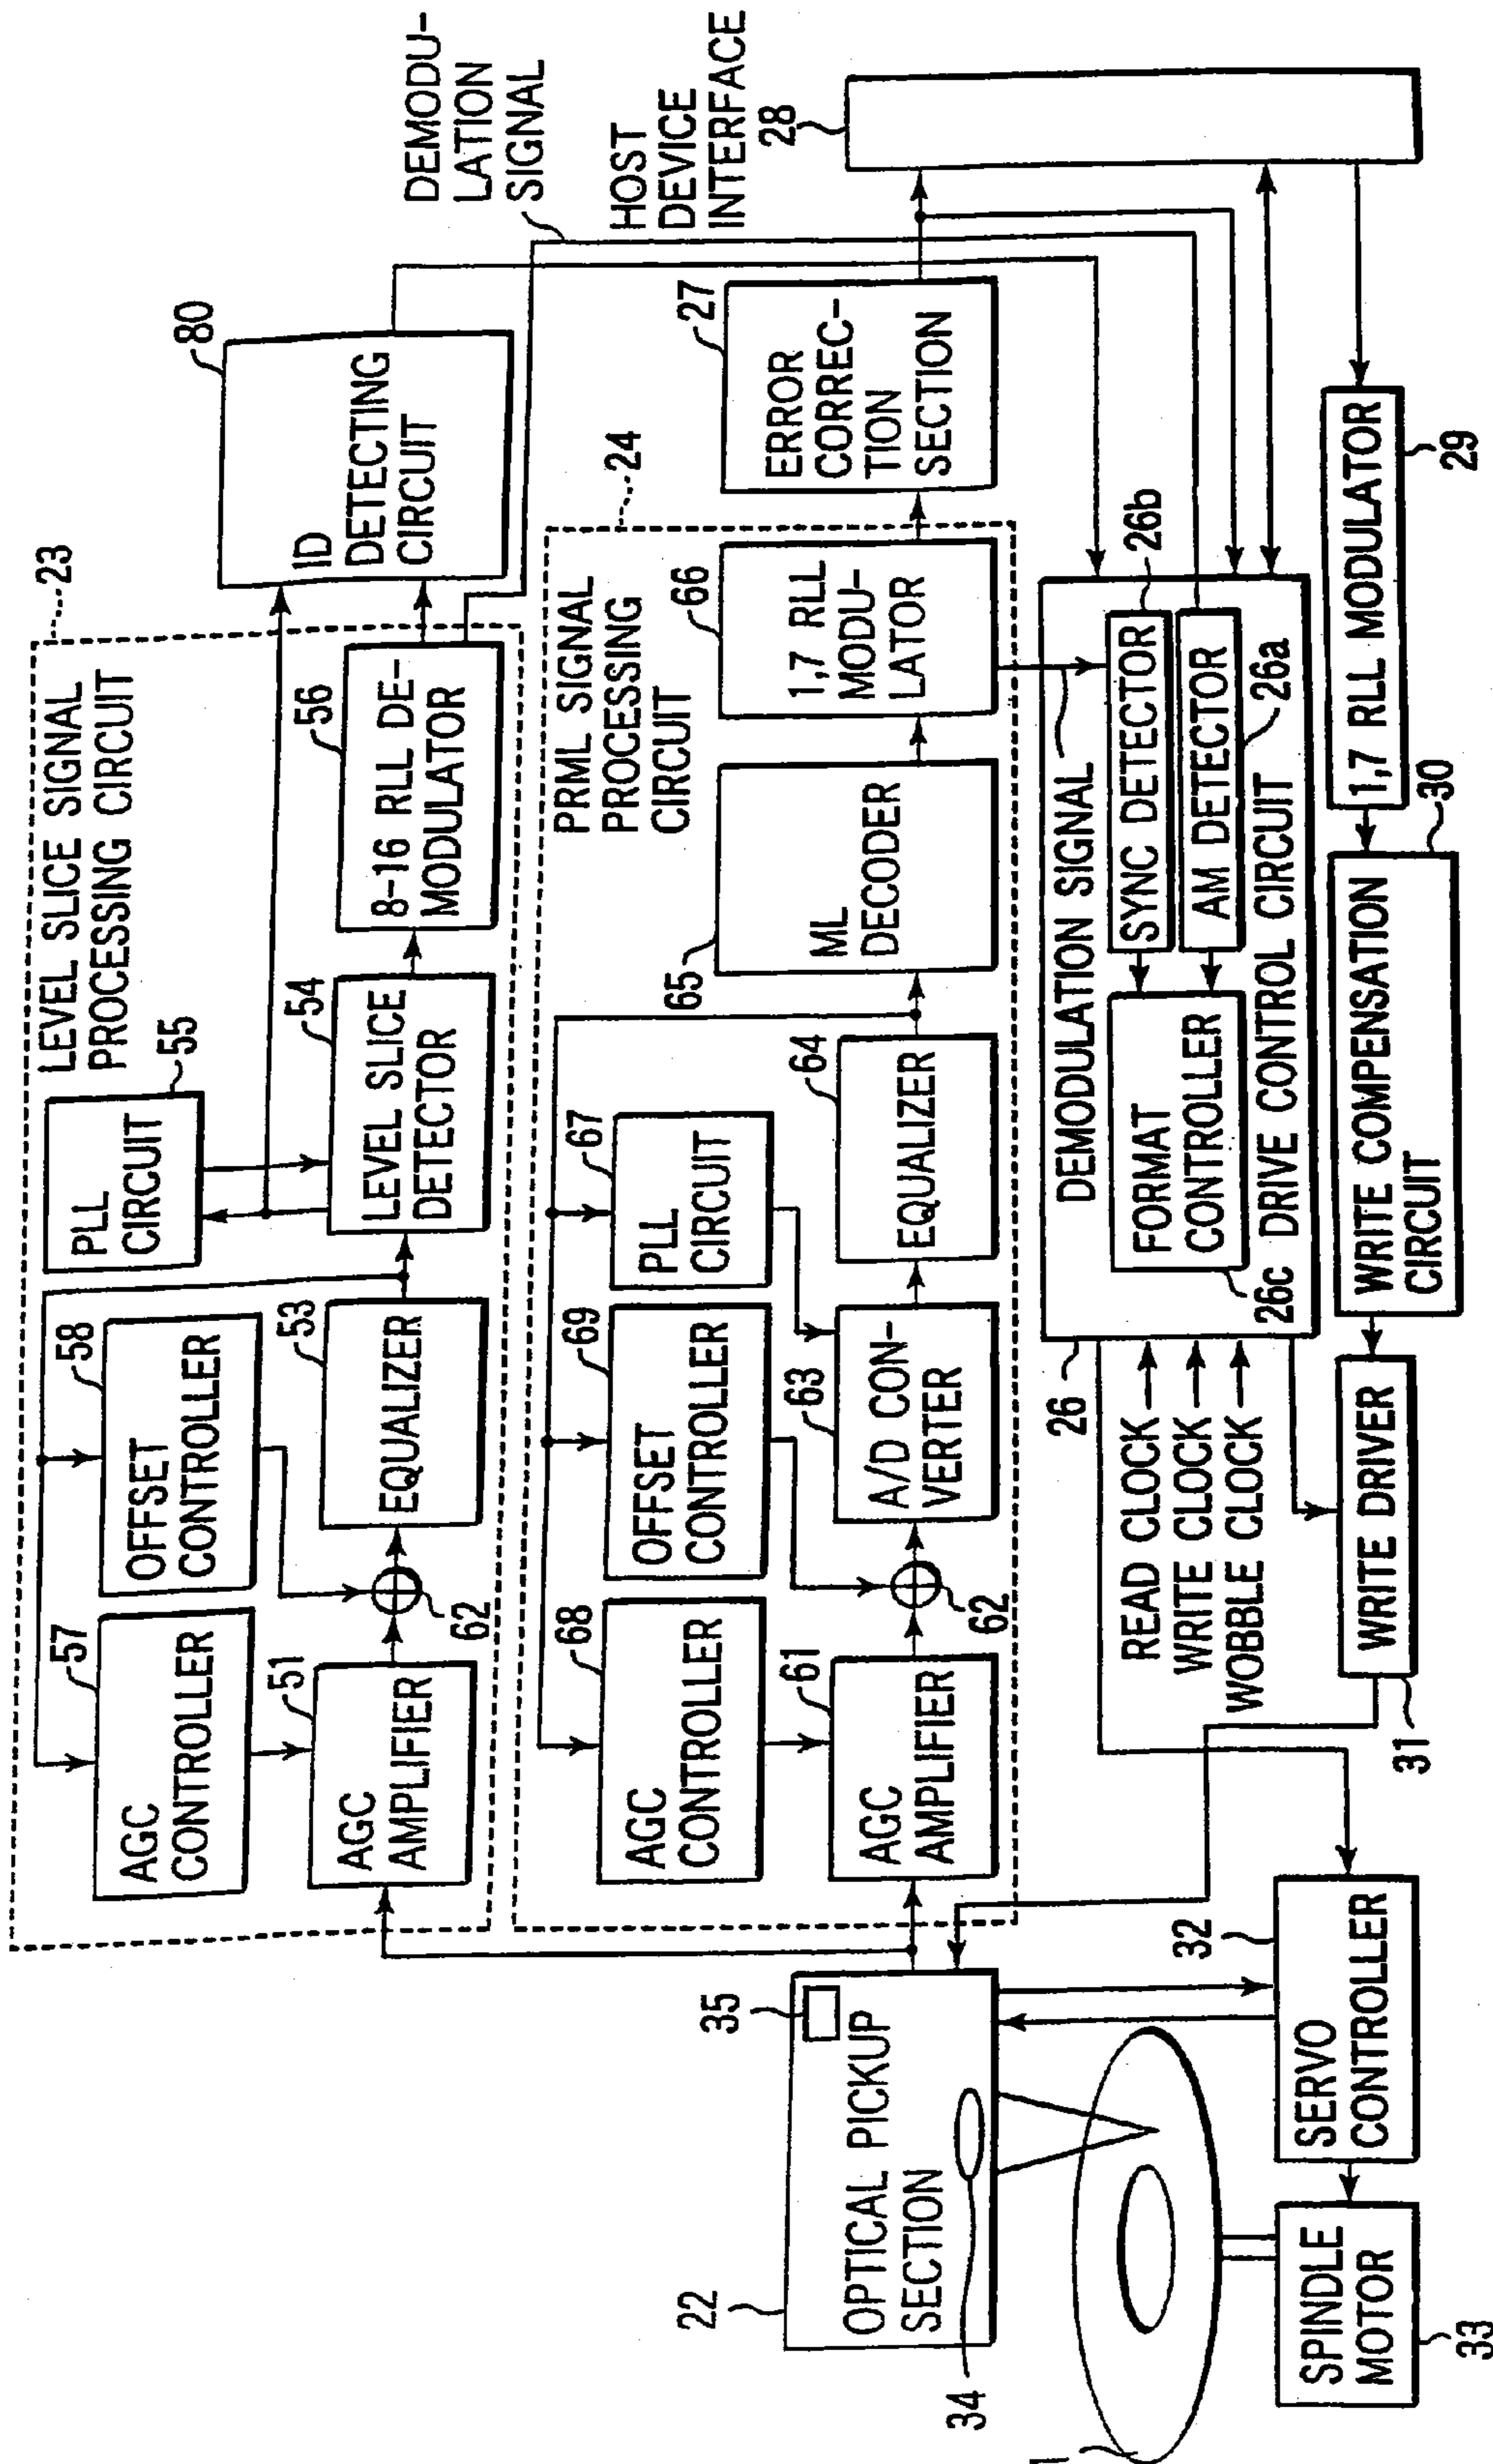 LEVEL SLICE SIGNAL
PROCESSING CIRCUIT
23
57
AGC
CONTROLLER
58
OFFSET
CONTROLLER
PLL
CIRCUIT
55
51
AGC
AMPLIFIER
62
53
EQUALIZER
54
LEVEL SLICE
DETECTOR
56
8-16 RLL DE-
MODULATOR
80
ID
DETECTING
CIRCUIT
DEMODU-
LATION
SIGNAL
PRML SIGNAL
PROCESSING
CIRCUIT
24
68
AGC
CONTROLLER
69
OFFSET
CONTROLLER
67
PLL
CIRCUIT
61
AGC
AMPLIFIER
62
63
A/D CON-
VERTER
64
EQUALIZER
65
ML
DECODER
66
1,7 RLL
MODU-
LATOR
27
ERROR
CORREC-
TION
SECTION
HOST
DEVICE
INTERFACE
28
22
35
OPTICAL PICKUP
SECTION
34
1
26
READ CLOCK
WRITE CLOCK
WOBBLE CLOCK
DEMODULATION SIGNAL
FORMAT
CONTROLLER
26c
SYNC DETECTOR
26b
AM DETECTOR
26a
DRIVE CONTROL CIRCUIT
32
SERVO
CONTROLLER
SPINDLE
MOTOR
33
31
WRITE DRIVER
30
WRITE COMPENSATION
CIRCUIT
1,7 RLL MODULATOR
29